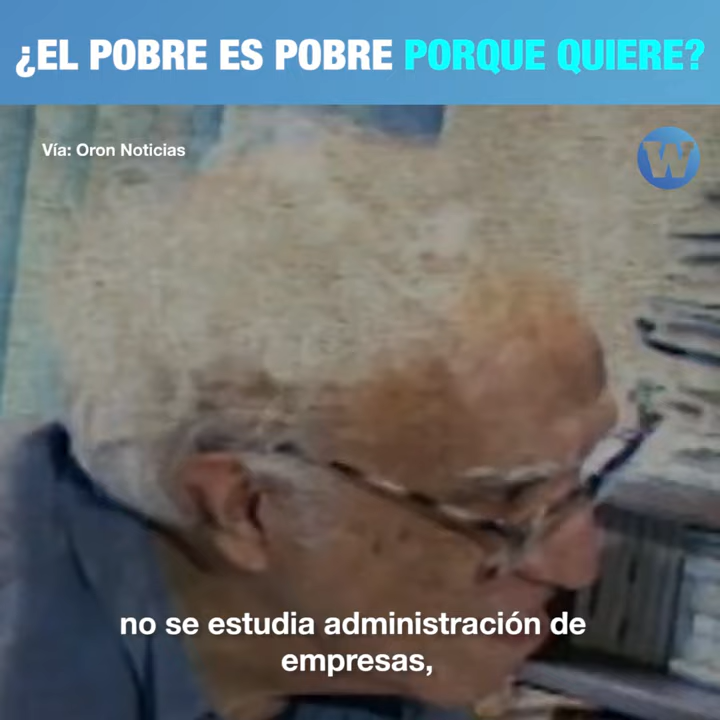 ¿EL POBRE ES POBRE PORQUE QUIERE?
Vía: Oron Noticias
W
no se estudia administración de
empresas,